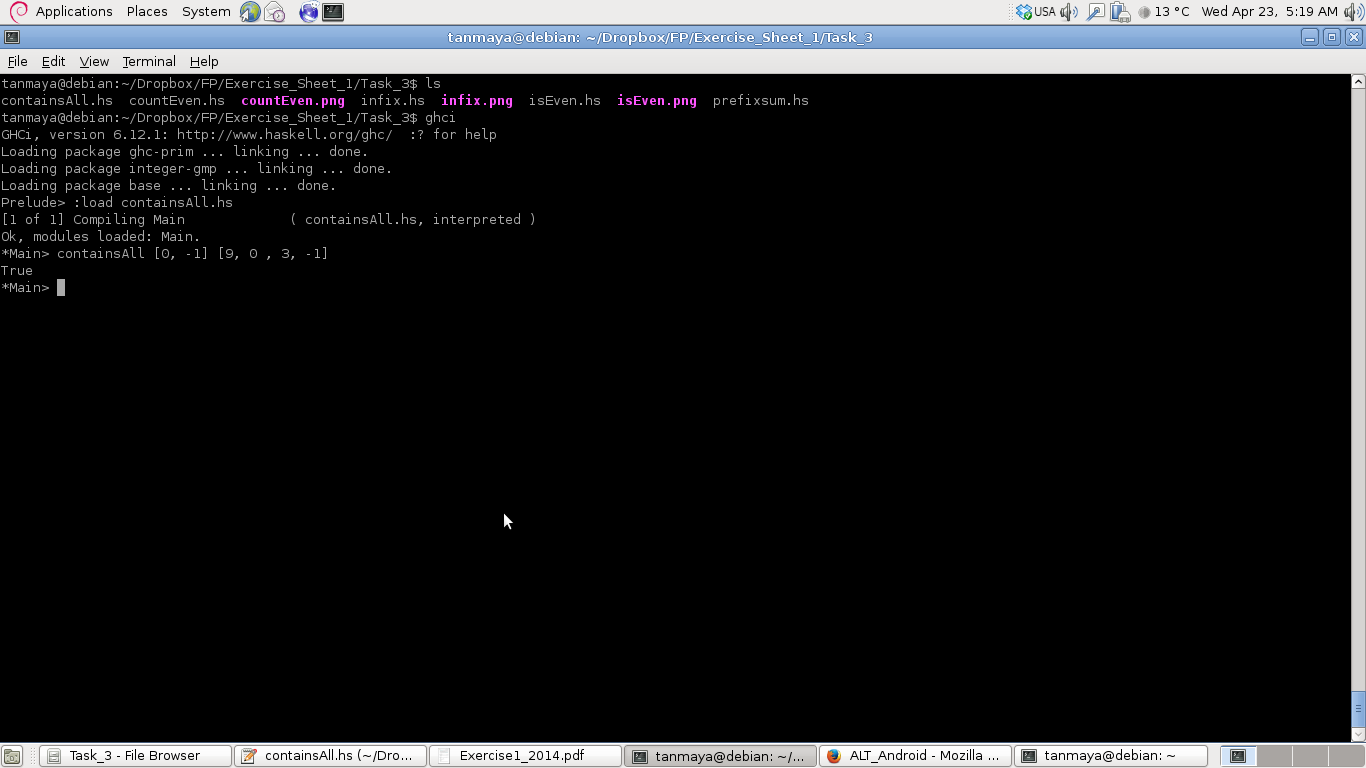 Applications Places System USA 13 °C Wed Apr 23, 5:19 AM
tanmaya@debian: ~/Dropbox/FP/Exercise_Sheet_1/Task_3
File Edit View Terminal Help
tanmaya@debian:~/Dropbox/FP/Exercise_Sheet_1/Task_3$ ls
containsAll.hs  countEven.hs  countEven.png  infix.hs  infix.png  isEven.hs  isEven.png  prefixsum.hs
tanmaya@debian:~/Dropbox/FP/Exercise_Sheet_1/Task_3$ ghci
GHCi, version 6.12.1: http://www.haskell.org/ghc/  :? for help
Loading package ghc-prim ... linking ... done.
Loading package integer-gmp ... linking ... done.
Loading package base ... linking ... done.
Prelude> :load containsAll.hs
[1 of 1] Compiling Main             ( containsAll.hs, interpreted )
Ok, modules loaded: Main.
*Main> containsAll [0, -1] [9, 0 , 3, -1]
True
*Main>
Task_3 - File Browser containsAll.hs (~/Dro... Exercise1_2014.pdf tanmaya@debian: ~/... ALT_Android - Mozilla ... tanmaya@debian: ~